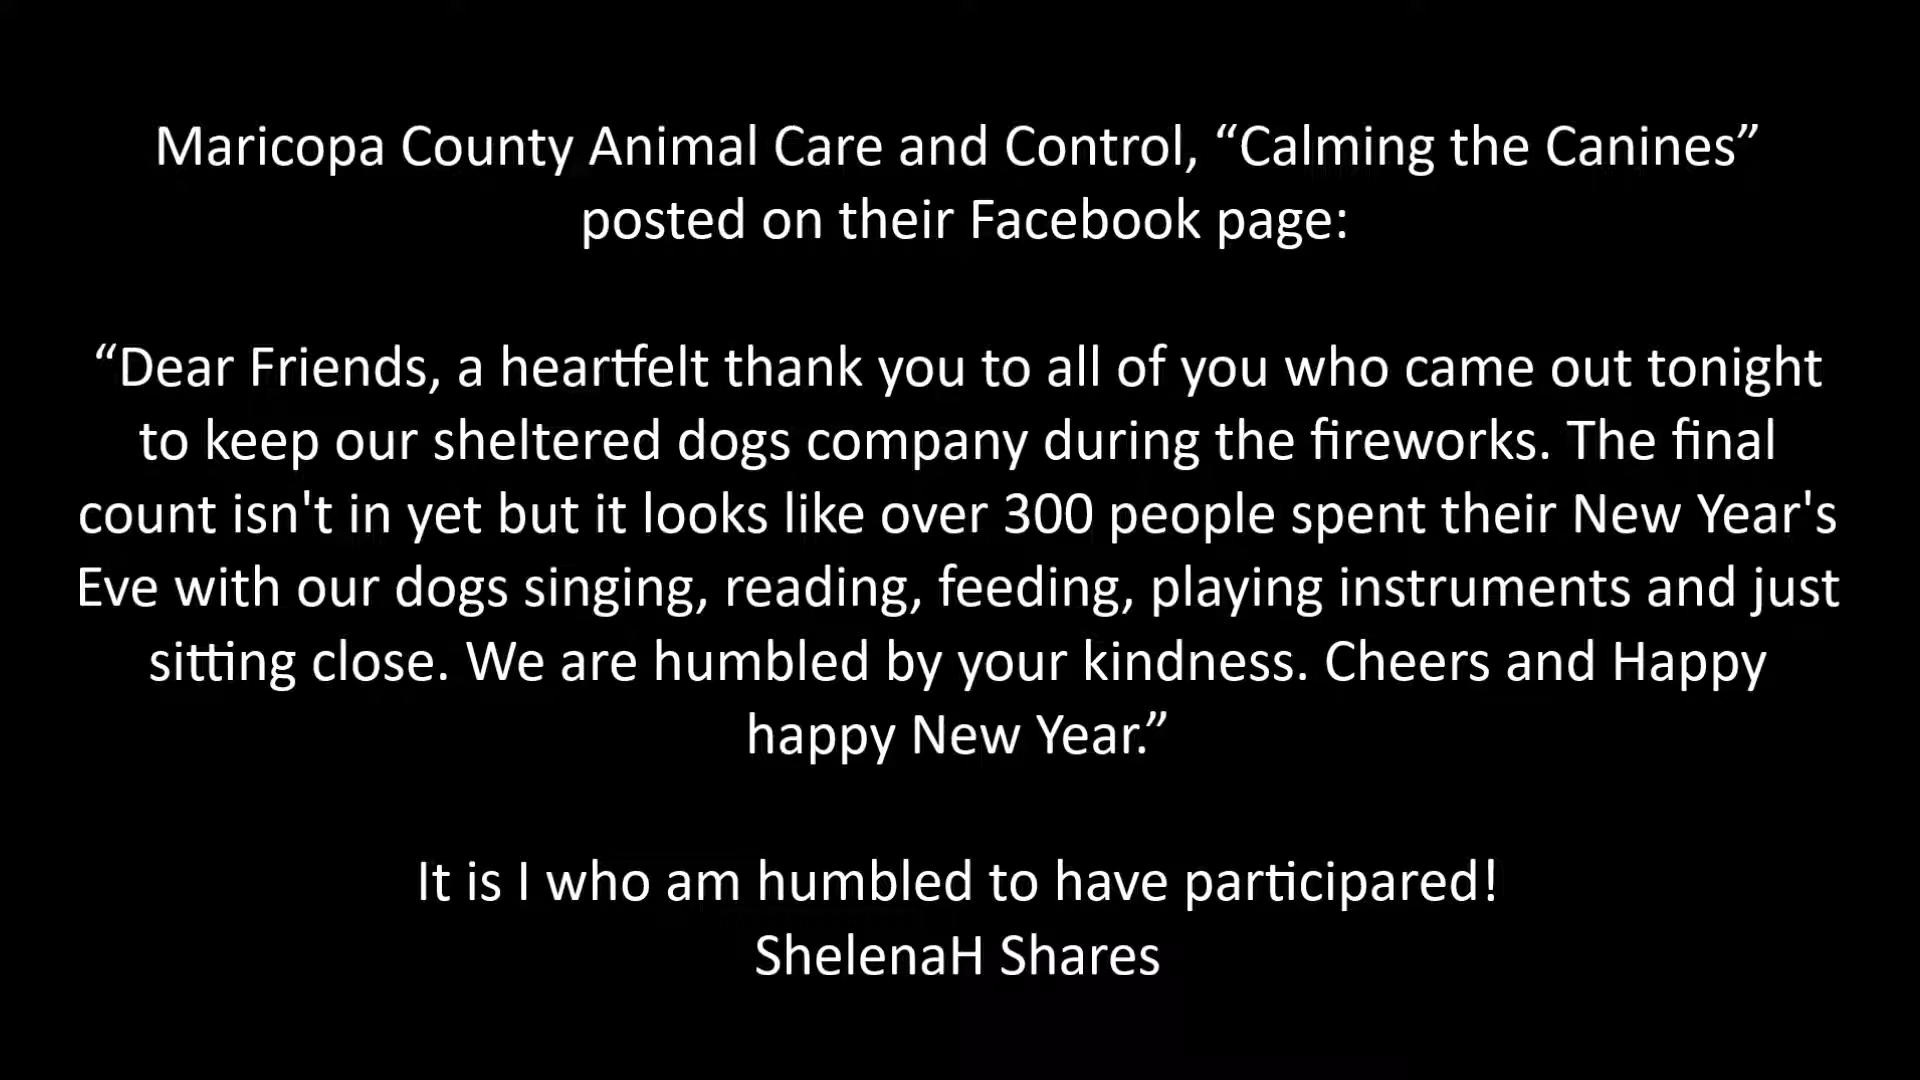 Maricopa County Animal Care and Control, “Calming the Canines”
posted on their Facebook page:
“Dear Friends, a heartfelt thank you to all of you who came out tonight
to keep our sheltered dogs company during the fireworks. The final
count isn't in yet but it looks like over 300 people spent their New Year's
Eve with our dogs singing, reading, feeding, playing instruments and just
sitting close. We are humbled by your kindness. Cheers and Happy
happy New Year.”
It is I who am humbled to have participared!
ShelenaH Shares